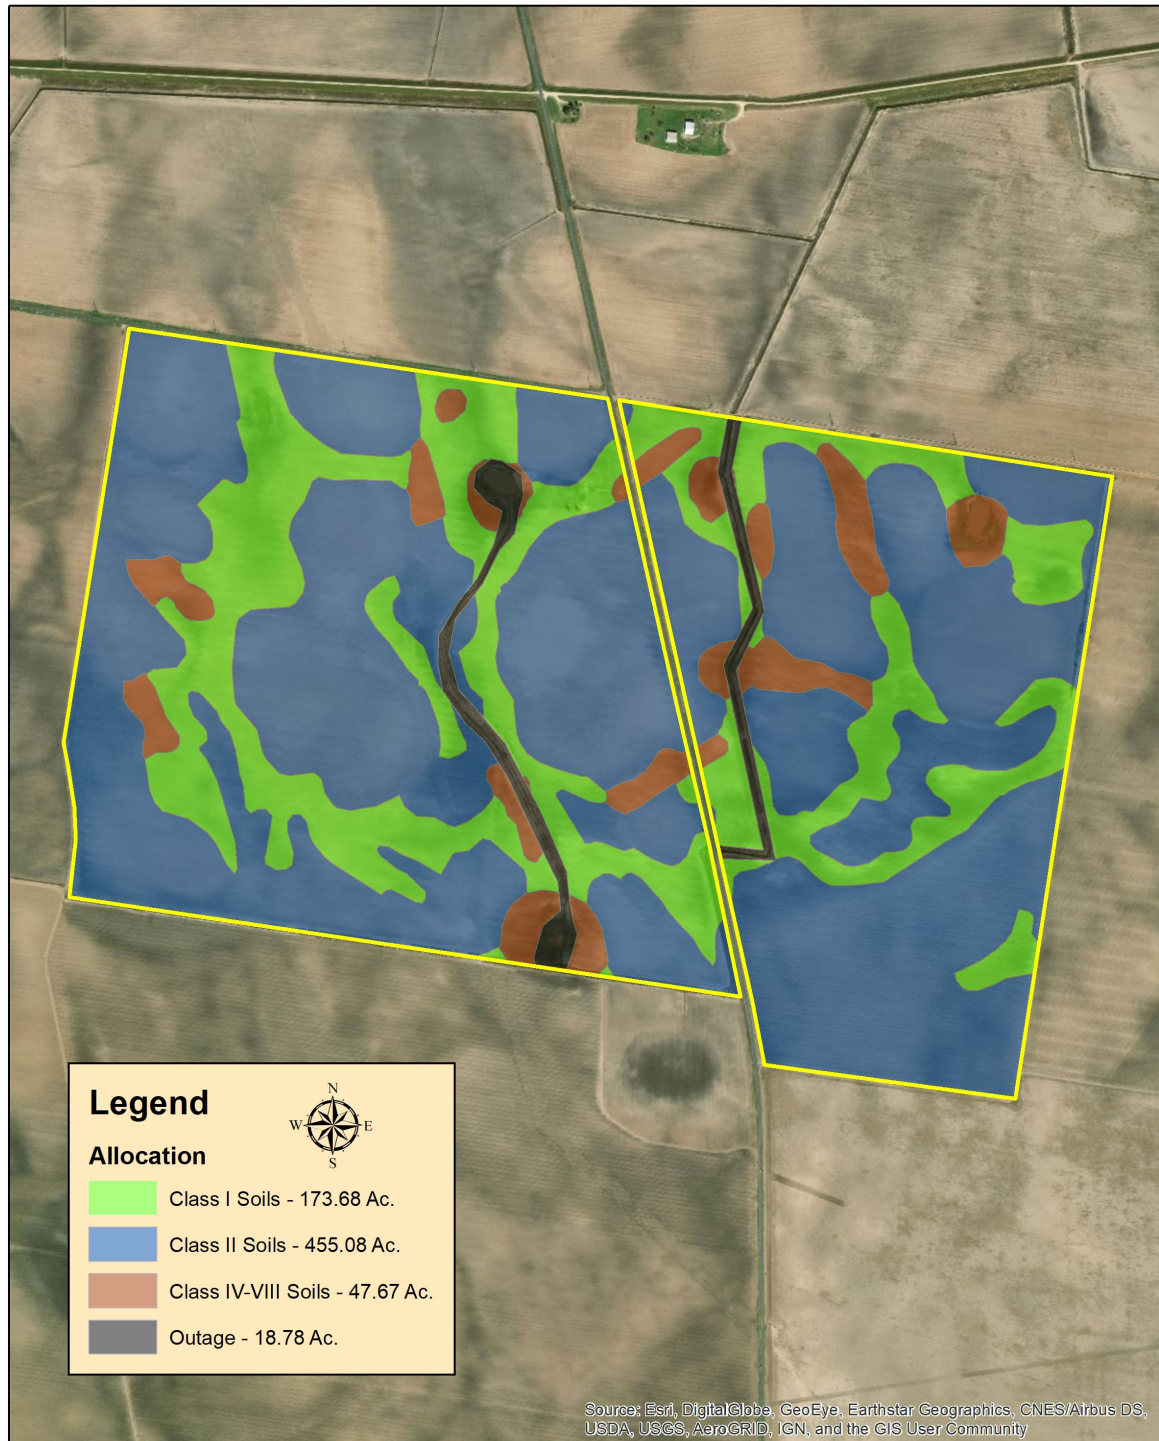 Legend
N
W E
S
Allocation
Class I Soils - 173.68 Ac.
Class II Soils - 455.08 Ac.
Class IV-VIII Soils - 47.67 Ac.
Outage - 18.78 Ac.
Source: Esri, DigitalGlobe, GeoEye, Earthstar Geographics, CNES/Airbus DS,
USDA, USGS, AeroGRID, IGN, and the GIS User Community